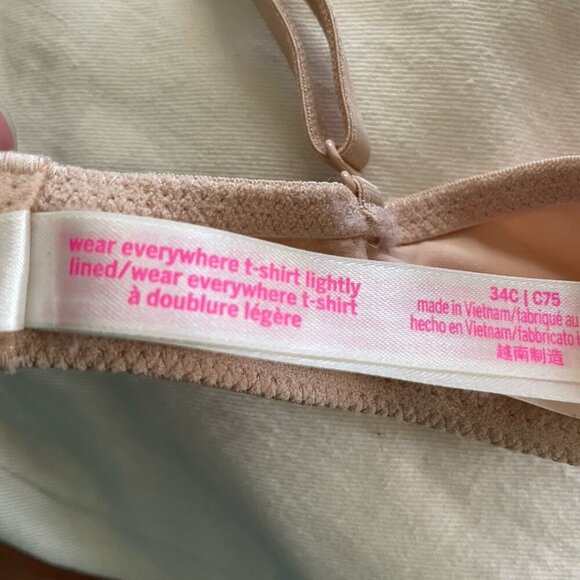 wear everywhere t-shirt lightly
lined/wear everywhere t-shirt
à doublure légère
34C | C75
made in Vietnam/fabriqué au
hecho en Vietnam/fabbricato
越南制造